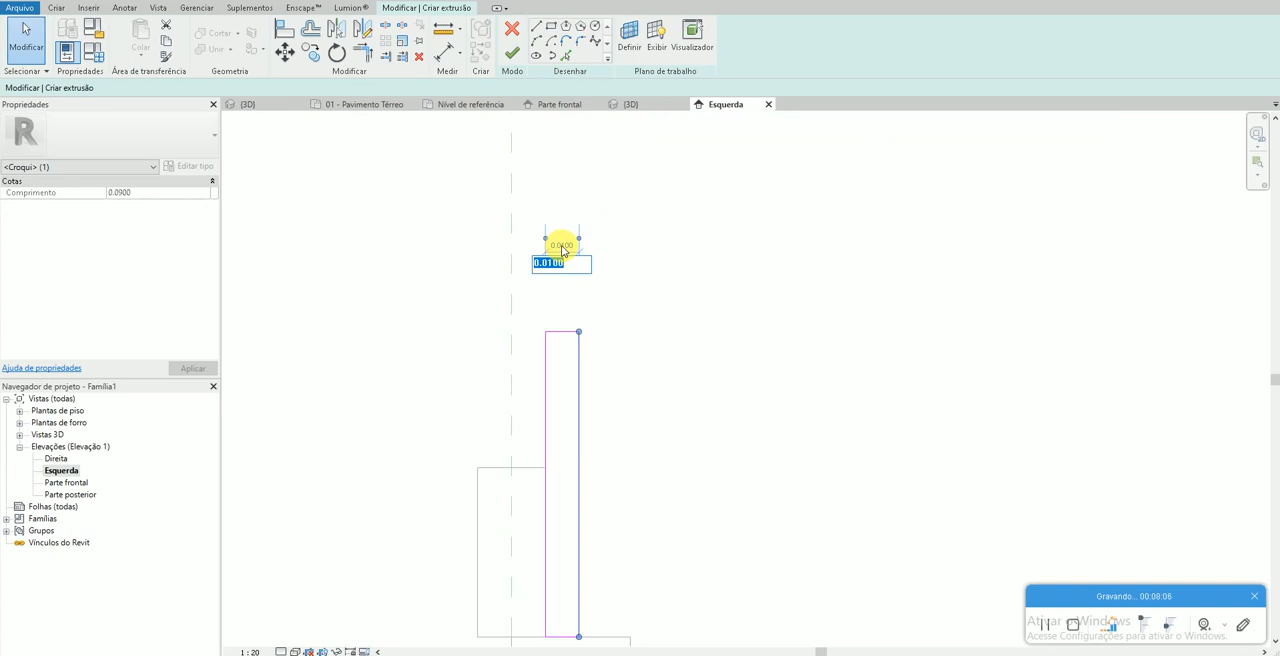 Arquivo Criar Inserir Anotar Vista Gerenciar Suplementos Enscape™ Lumion® Modificar | Criar extrusão
Modificar Colar Cortar Unir Definir Exibir Visualizador
Selecionar Propriedades Área de transferência Geometria Modificar Medir Criar Modo Desenhar Plano de trabalho
Modificar | Criar extrusão
Propriedades
{3D} 01 - Pavimento Térreo Nível de referência Parte frontal {3D} Esquerda
R
<Croqui> (1) Editar tipo
Cotas
Comprimento 0.0900
0.0100
0.0100
Ajuda de propriedades Aplicar
Navegador de projeto - Família1
Vistas (todas)
Plantas de piso
Plantas de forro
Vistas 3D
Elevações (Elevação 1)
Direita
Esquerda
Parte frontal
Parte posterior
Folhas (todas)
Famílias
Grupos
Vínculos do Revit
Gravando... 00:08:06
Ativar o Windows
Acesse Configurações para ativar o Windows.
1 : 20